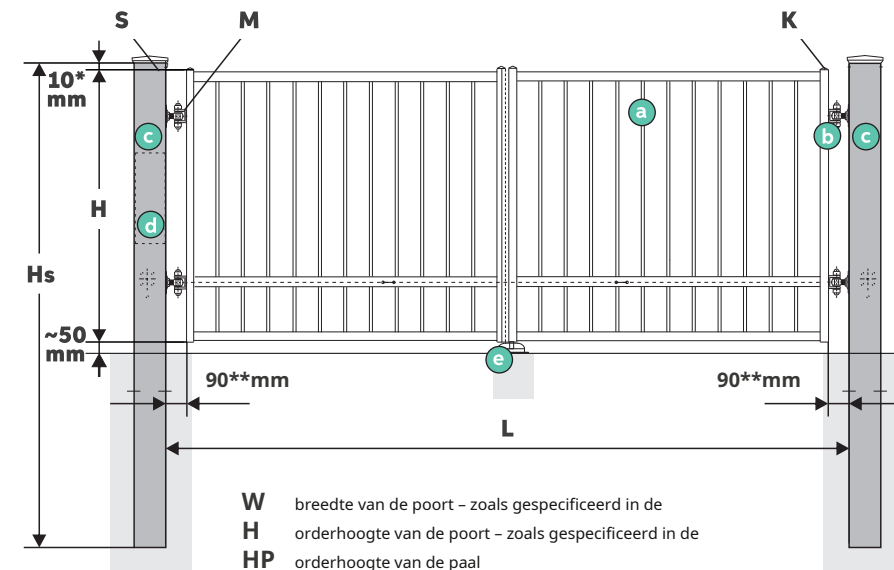 S M K
10*
mm
a
c b c
H
d
Hs
~50
mm
e
90**mm 90**mm
L
W breedte van de poort – zoals gespecificeerd in de
H orderhoogte van de poort – zoals gespecificeerd in de
HP orderhoogte van de paal